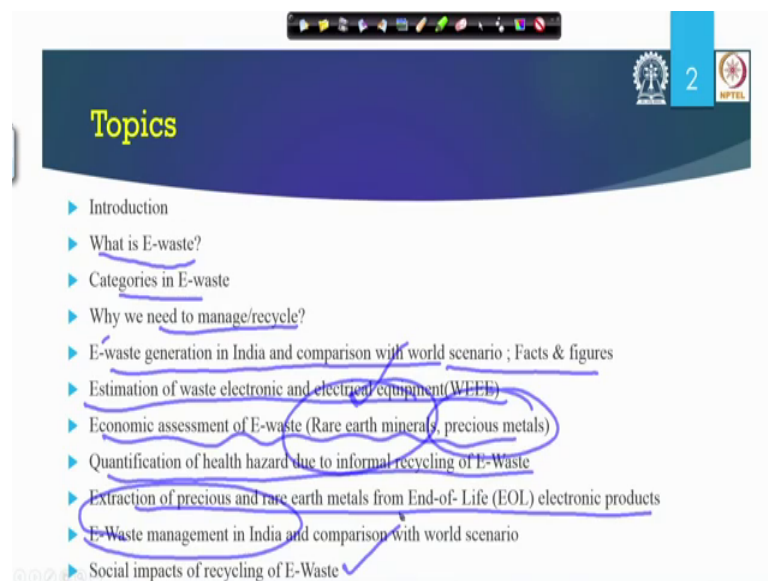 2
NPTEL
Topics
Introduction
What is E-waste?
Categories in E-waste
Why we need to manage/recycle?
E-waste generation in India and comparison with world scenario ; Facts & figures
Estimation of waste electronic and electrical equipment(WEEE)
Economic assessment of E-waste (Rare earth minerals, precious metals)
Quantification of health hazard due to informal recycling of E-Waste
Extraction of precious and rare earth metals from End-of- Life (EOL) electronic products
E-Waste management in India and comparison with world scenario
Social impacts of recycling of E-Waste